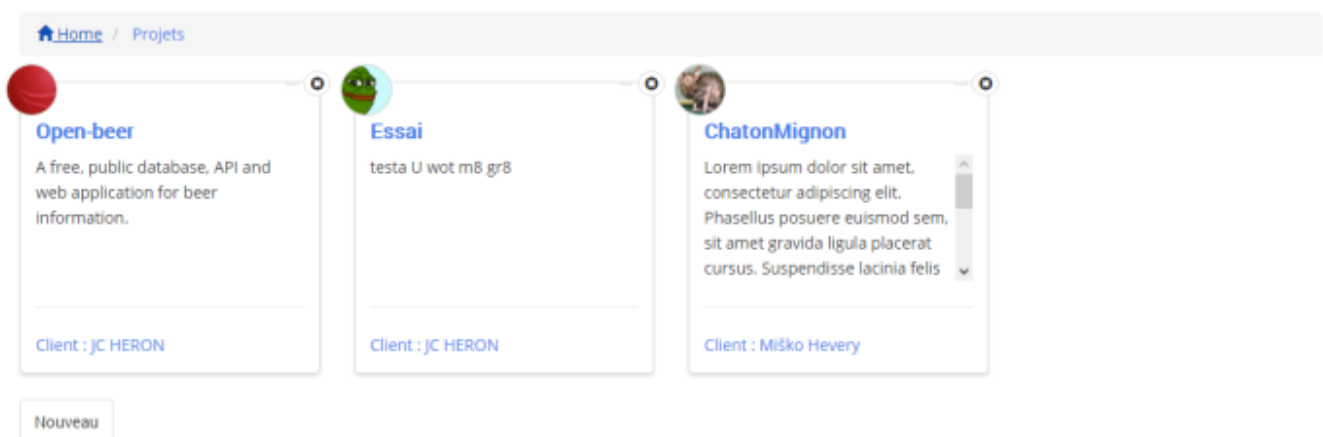 Home / Projets
Open-beer
A free, public database, API and
web application for beer
information.
Client : JC HERON
Essai
testa U wot m8 gr8
Client : JC HERON
ChatonMignon
Lorem ipsum dolor sit amet,
consectetur adipiscing elit.
Phasellus posuere euismod sem,
sit amet gravida ligula placerat
cursus. Suspendisse lacinia felis
Client : Miško Hevery
Nouveau